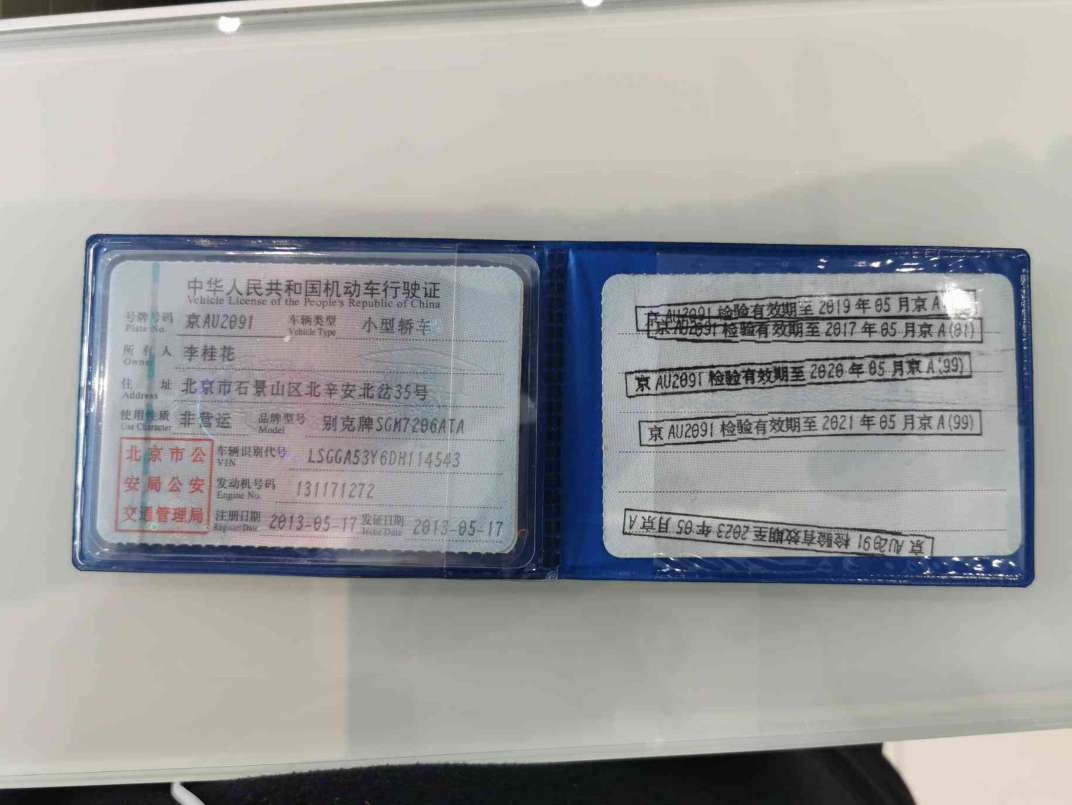 中华人民共和国机动车行驶证
Vehicle License of the People's Republic of China
号牌号码 京AU2091 车辆类型 小型轿车
Plate No. Vehicle Type
所有人 李桂花
Owner
住址 北京市石景山区北辛安北岔35号
Address
使用性质 非营运 品牌型号 别克牌SGM7206ATA
Use Character Model
北京市公
安局公安
交通管理局
车辆识别代号 LSGGA53Y6DH114543
VIN
发动机号码 131171272
Engine No.
注册日期 2013-05-17 发证日期 2013-05-17
Register Date Issue Date
京AU2091 检验有效期至 2019 年 05 月京A
京AU2091 检验有效期至 2017 年 05 月京A(01)
京AU2091 检验有效期至 2020 年 05 月京A(99)
京AU2091 检验有效期至 2021 年 05 月京A(99)
京AU2091 检验有效期至 2023 年 05 月京A